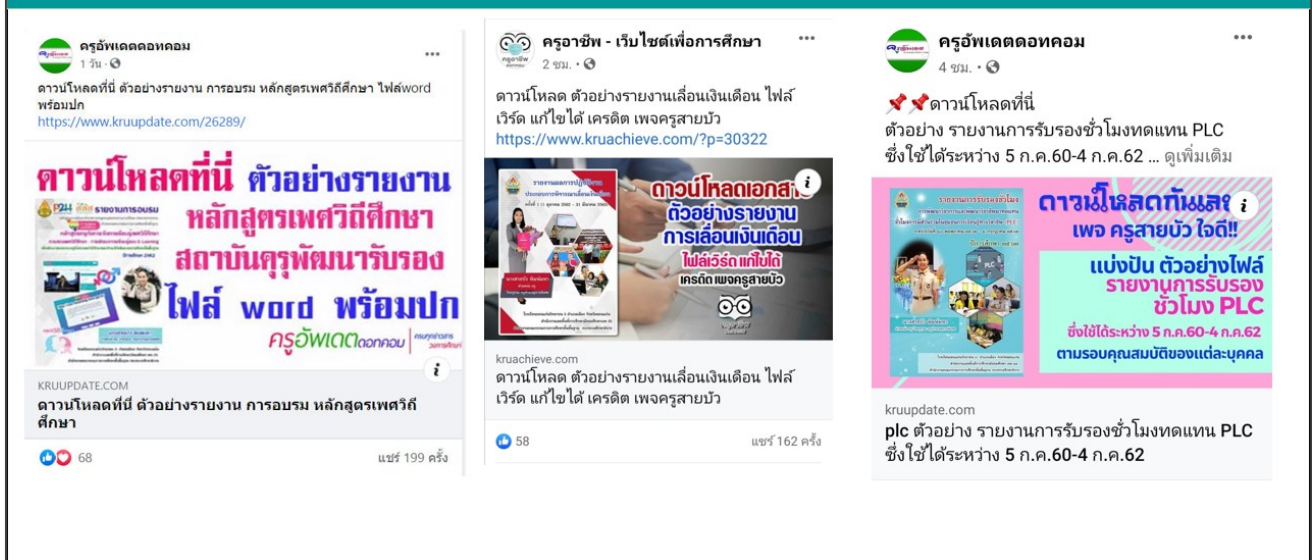 ครูอัพเดตดอทคอม
1 วัน
ดาวน์โหลดที่นี่ ตัวอย่างรายงาน การอบรม หลักสูตรเพศวิถีศึกษา ไฟล์word
พร้อมปก
https://www.kruupdate.com/26289/
ดาวน์โหลดที่นี่ ตัวอย่างรายงาน
รายงานการอบรม
หลักสูตรเพศวิถีศึกษา
สถาบันคุรุพัฒนารับรอง
ไฟล์ word พร้อมปก
ครูอัพเดตดอทคอม
KRUUPDATE.COM
ดาวน์โหลดที่นี่ ตัวอย่างรายงาน การอบรม หลักสูตรเพศวิถี
ศึกษา
68
แชร์ 199 ครั้ง
ครูอาชีพ - เว็บไซต์เพื่อการศึกษา
2 ชม.
ดาวน์โหลด ตัวอย่างรายงานเลื่อนเงินเดือน ไฟล์
เวิร์ด แก้ไขได้ เครดิต เพจครูสายบัว
https://www.kruachieve.com/?p=30322
ดาวน์โหลดเอกสาร
ตัวอย่างรายงาน
การเลื่อนเงินเดือน
ไฟล์เวิร์ด แก้ไขได้
เครดิต เพจครูสายบัว
kruachieve.com
ดาวน์โหลด ตัวอย่างรายงานเลื่อนเงินเดือน ไฟล์
เวิร์ด แก้ไขได้ เครดิต เพจครูสายบัว
58
แชร์ 162 ครั้ง
ครูอัพเดตดอทคอม
4 ชม.
📌📌ดาวน์โหลดที่นี่
ตัวอย่าง รายงานการรับรองชั่วโมงทดแทน PLC
ซึ่งใช้ได้ระหว่าง 5 ก.ค.60-4 ก.ค.62 ... ดูเพิ่มเติม
รายงานการรับรองชั่วโมง
ดาวน์โหลดกันเลย
เพจ ครูสายบัว ใจดี!!
แบ่งปัน ตัวอย่างไฟล์
รายงานการรับรอง
ชั่วโมง PLC
ซึ่งใช้ได้ระหว่าง 5 ก.ค.60-4 ก.ค.62
ตามรอบคุณสมบัติของแต่ละบุคคล
kruupdate.com
plc ตัวอย่าง รายงานการรับรองชั่วโมงทดแทน PLC
ซึ่งใช้ได้ระหว่าง 5 ก.ค.60-4 ก.ค.62